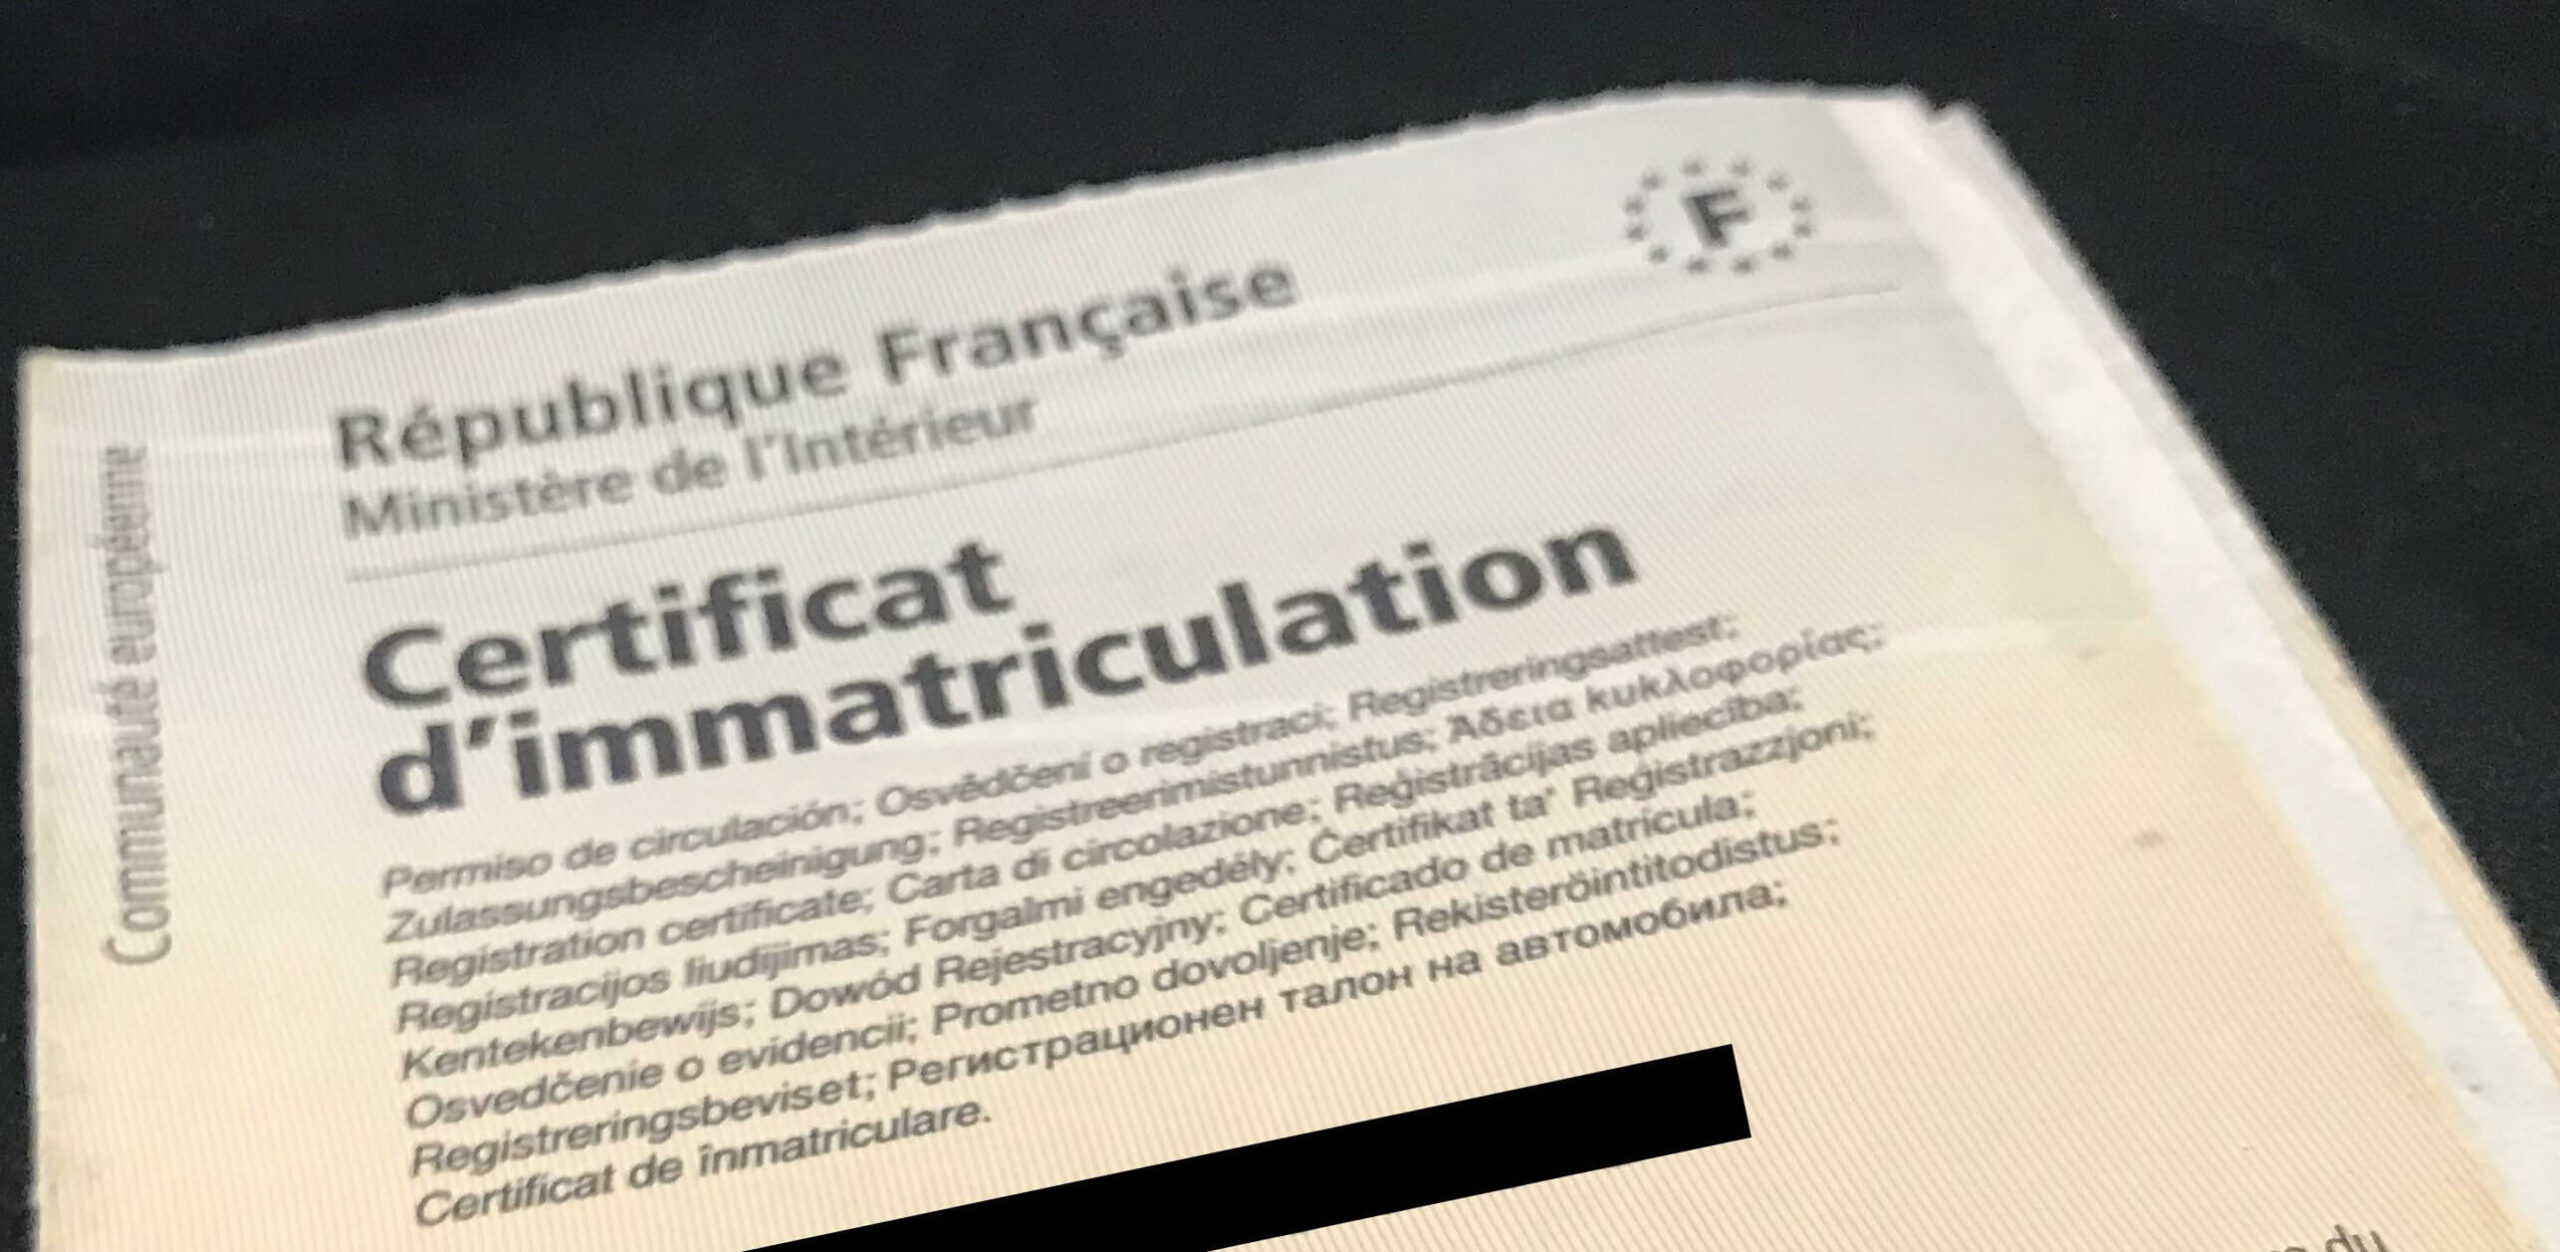 République Française
Ministère de l'Intérieur
F
Communauté européenne
Certificat
d'immatriculation
Permiso de circulación; Osvědčení o registraci; Registreringsattest;
Zulassungsbescheinigung; Registreerimistunnistus; Άδεια κυκλοφορίας;
Registration certificate; Carta di circolazione; Reģistrācijas apliecība;
Registracijos liudijimas; Forgalmi engedély; Ċertifikat ta' Reġistrazzjoni;
Kentekenbewijs; Dowód Rejestracyjny; Certificado de matrícula;
Osvedčenie o evidencii; Prometno dovoljenje; Rekisteröintitodistus;
Registreringsbeviset; Регистрационен талон на автомобила;
Certificat de înmatriculare.
du